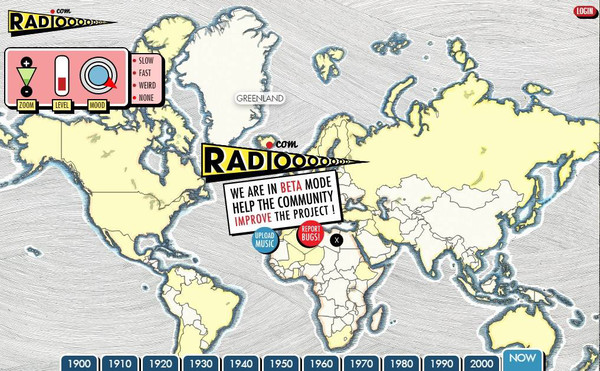 .com
RADIOOOOOO
LOGIN
+
-
ZOOM
LEVEL
MOOD
SLOW
FAST
WEIRD
NONE
GREENLAND
.com
RADIOOOOOOOO
WE ARE IN BETA MODE
HELP THE COMMUNITY
IMPROVE THE PROJECT !
UPLOAD
MUSIC
REPORT
BUGS!
X
1900 1910 1920 1930 1940 1950 1960 1970 1980 1990 2000 NOW